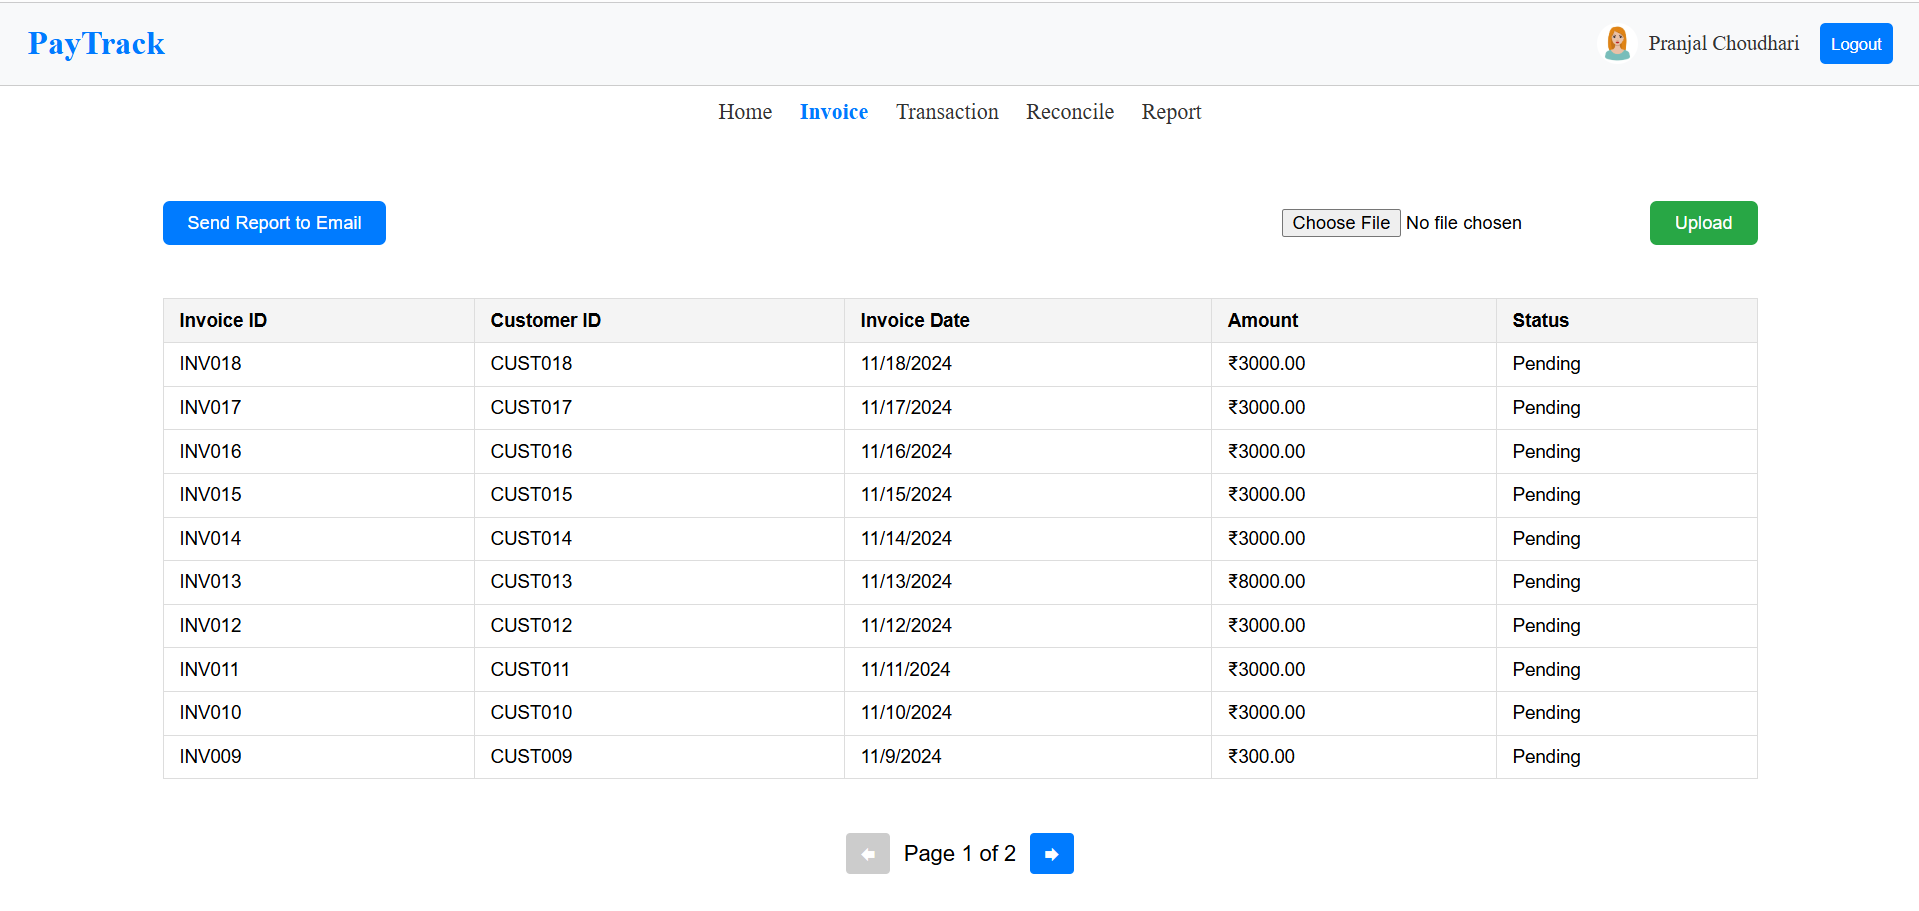 PayTrack
Pranjal Choudhari
Logout
Home Invoice Transaction Reconcile Report
Send Report to Email
Choose File No file chosen
Upload
Invoice ID Customer ID Invoice Date Amount Status
INV018 CUST018 11/18/2024 ₹3000.00 Pending
INV017 CUST017 11/17/2024 ₹3000.00 Pending
INV016 CUST016 11/16/2024 ₹3000.00 Pending
INV015 CUST015 11/15/2024 ₹3000.00 Pending
INV014 CUST014 11/14/2024 ₹3000.00 Pending
INV013 CUST013 11/13/2024 ₹8000.00 Pending
INV012 CUST012 11/12/2024 ₹3000.00 Pending
INV011 CUST011 11/11/2024 ₹3000.00 Pending
INV010 CUST010 11/10/2024 ₹3000.00 Pending
INV009 CUST009 11/9/2024 ₹300.00 Pending
Page 1 of 2